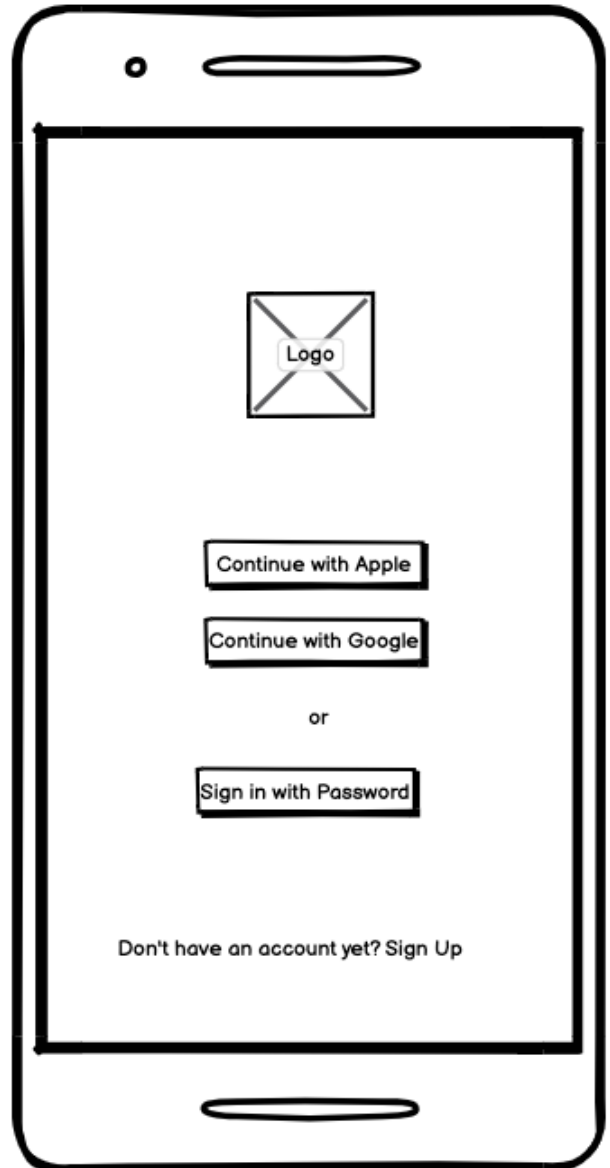 Logo
Continue with Apple
Continue with Google
or
Sign in with Password
Don't have an account yet? Sign Up